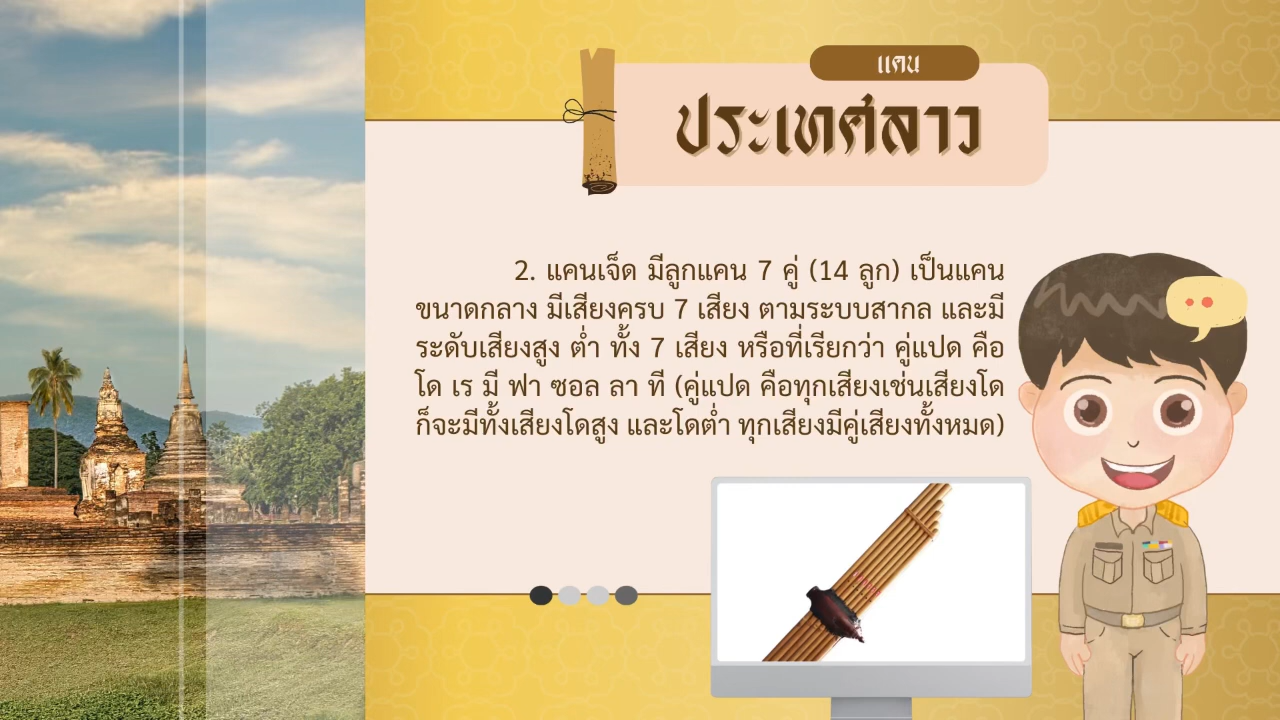 แคน
ประเทศลาว
2. แคนเจ็ด มีลูกแคน 7 คู่ (14 ลูก) เป็นแคน
ขนาดกลาง มีเสียงครบ 7 เสียง ตามระบบสากล และมี
ระดับเสียงสูง ต่ำ ทั้ง 7 เสียง หรือที่เรียกว่า คู่แปด คือ
โด เร มี ฟา ซอล ลา ที (คู่แปด คือทุกเสียงเช่นเสียงโด
ก็จะมีทั้งเสียงโดสูง และโดต่ำ ทุกเสียงมีคู่เสียงทั้งหมด)